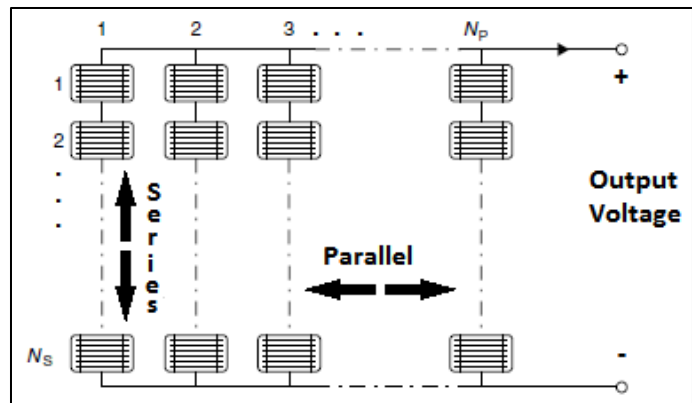 1 2 3 . . . Nₚ
+
1
2
.
.
.
Series
Output
Voltage
Parallel
Nₛ
-